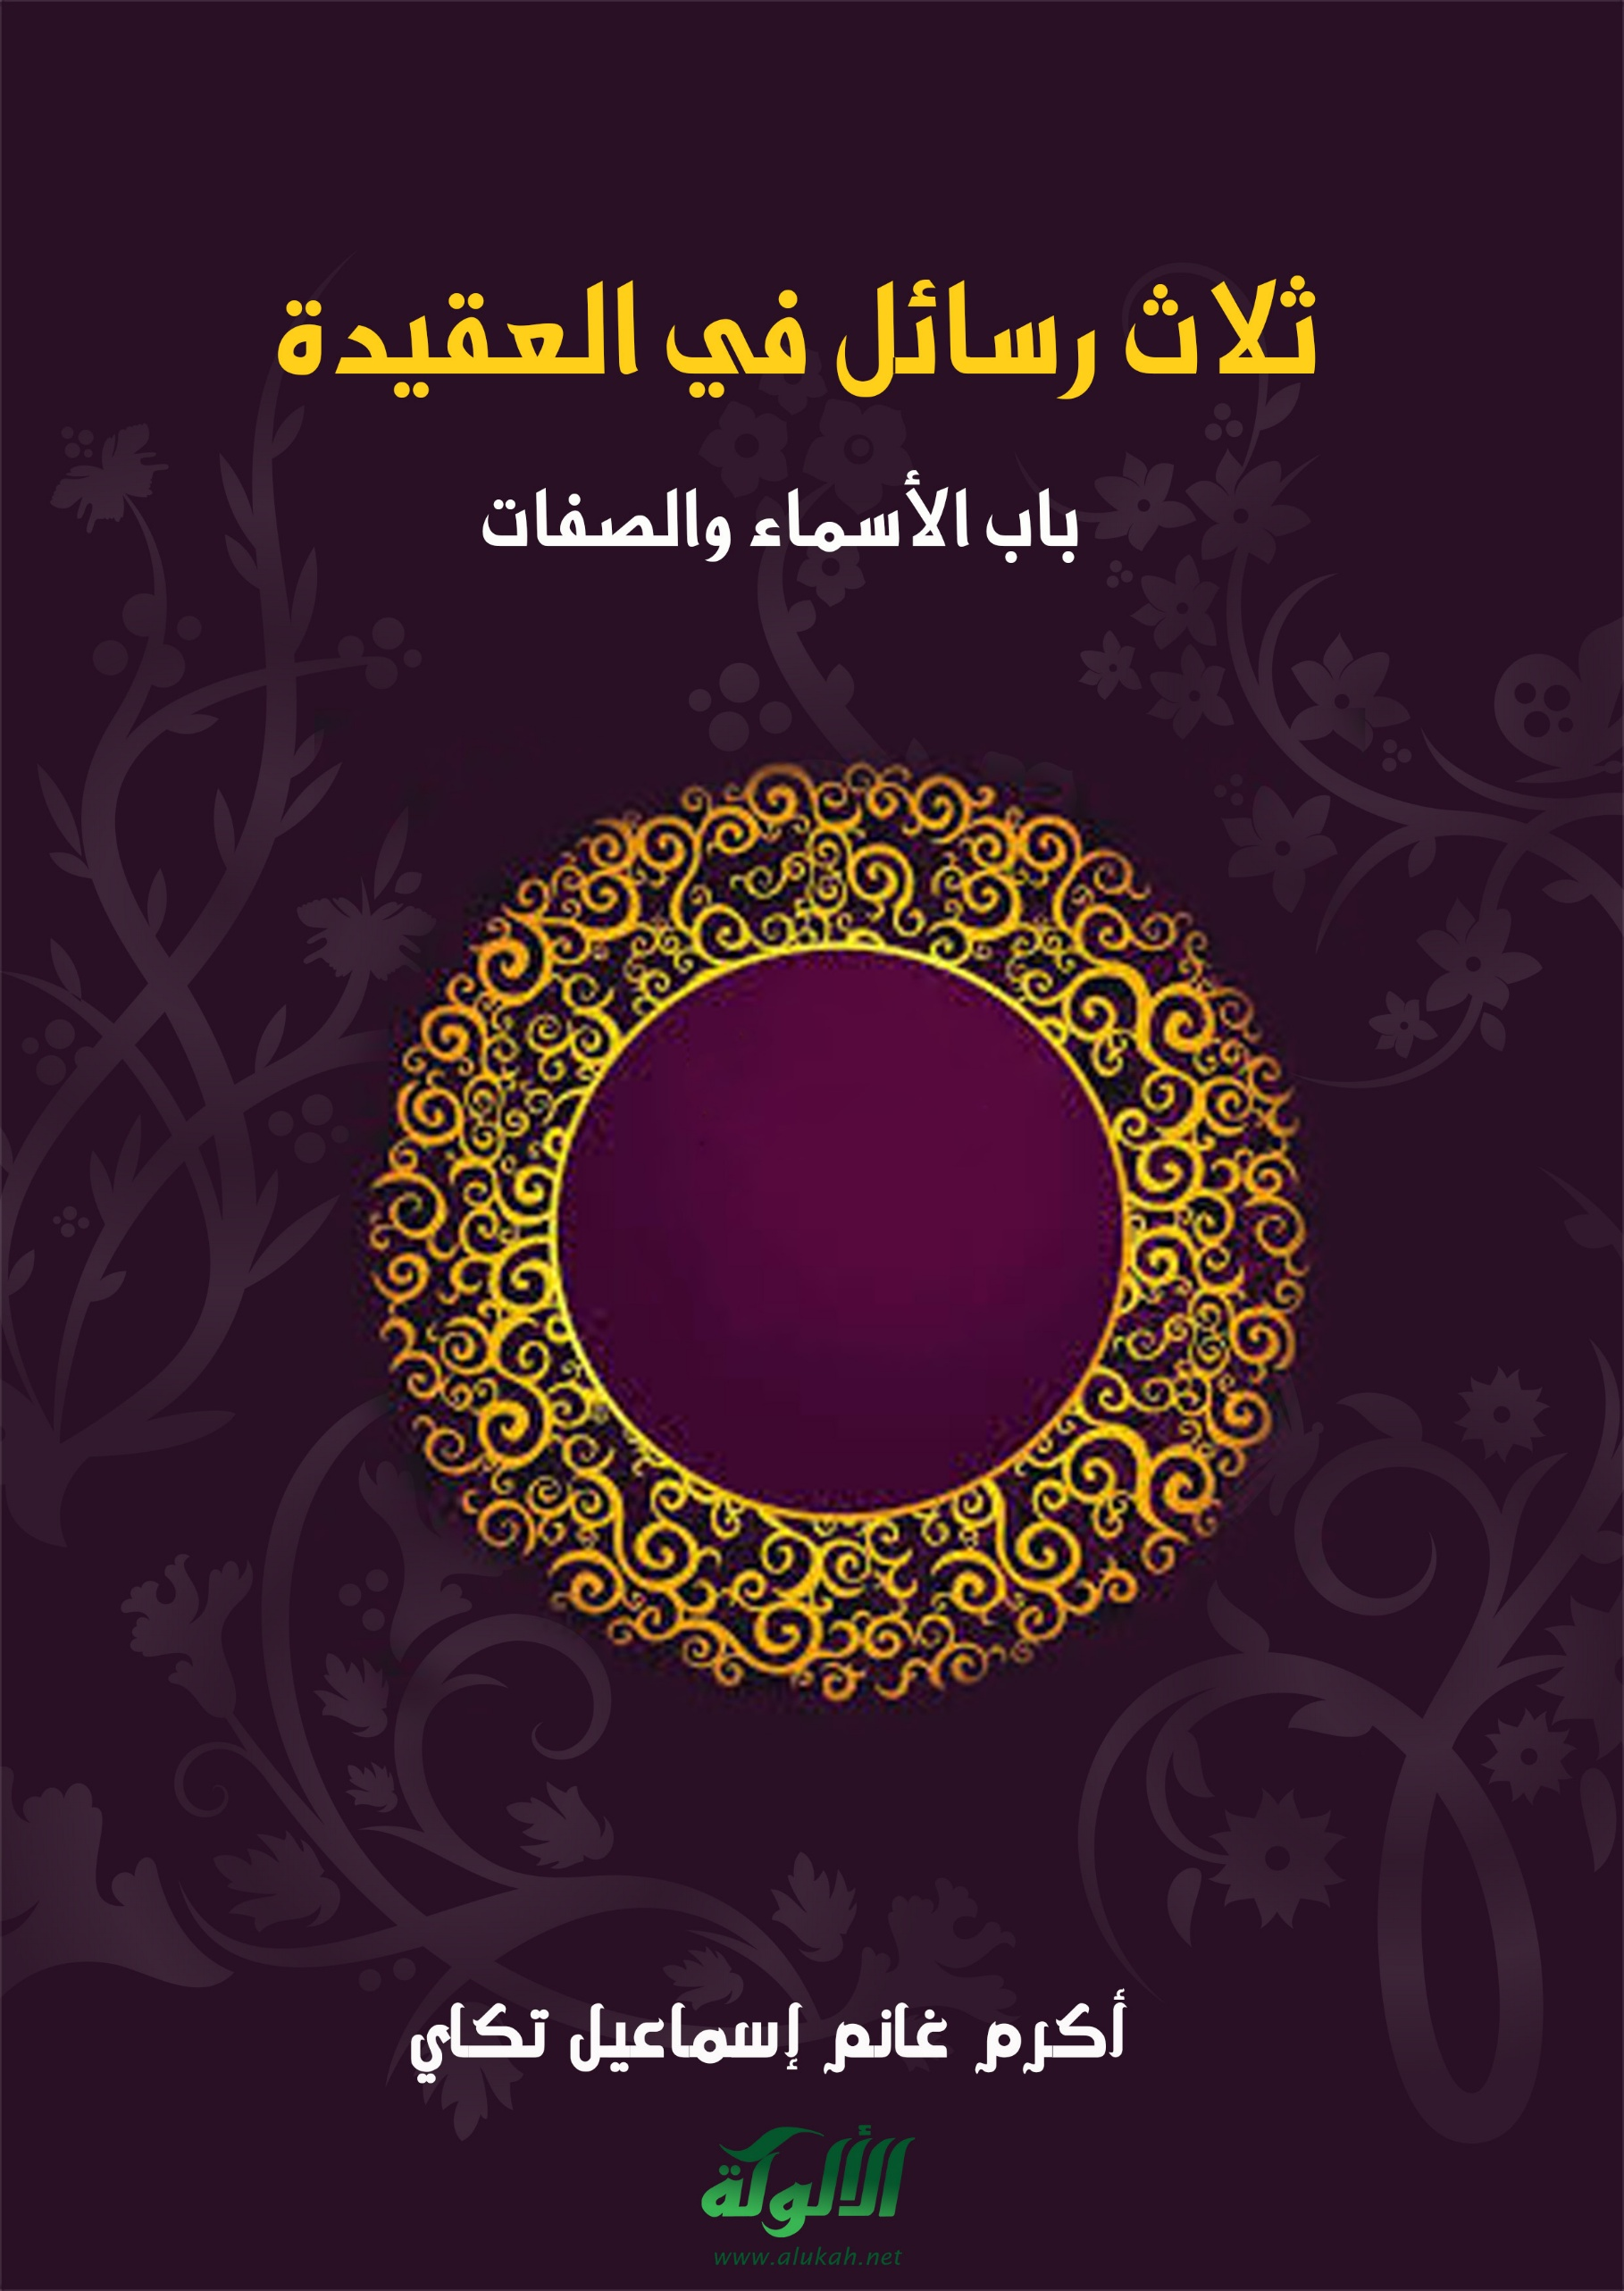 ثلاث رسائل في العقيدة
باب الأسماء والصفات
أكرم غانم إسماعيل تكاي
الألوكة
www.alukah.net